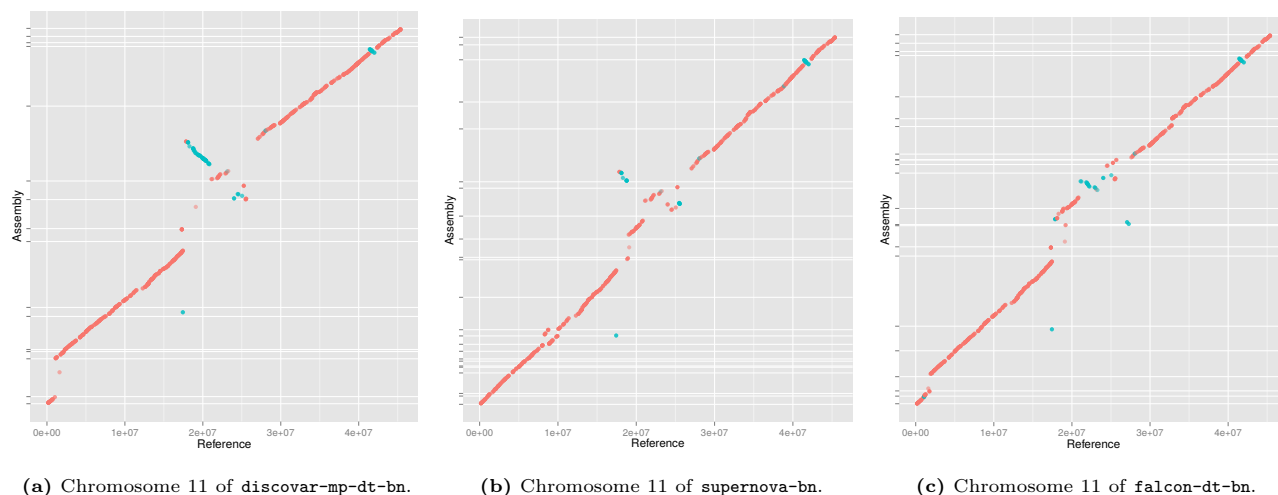 Assembly
0e+00 1e+07 2e+07 3e+07 4e+07
Reference
(a) Chromosome 11 of discovar-mp-dt-bn.
Assembly
0e+00 1e+07 2e+07 3e+07 4e+07
Reference
(b) Chromosome 11 of supernova-bn.
Assembly
0e+00 1e+07 2e+07 3e+07 4e+07
Reference
(c) Chromosome 11 of falcon-dt-bn.